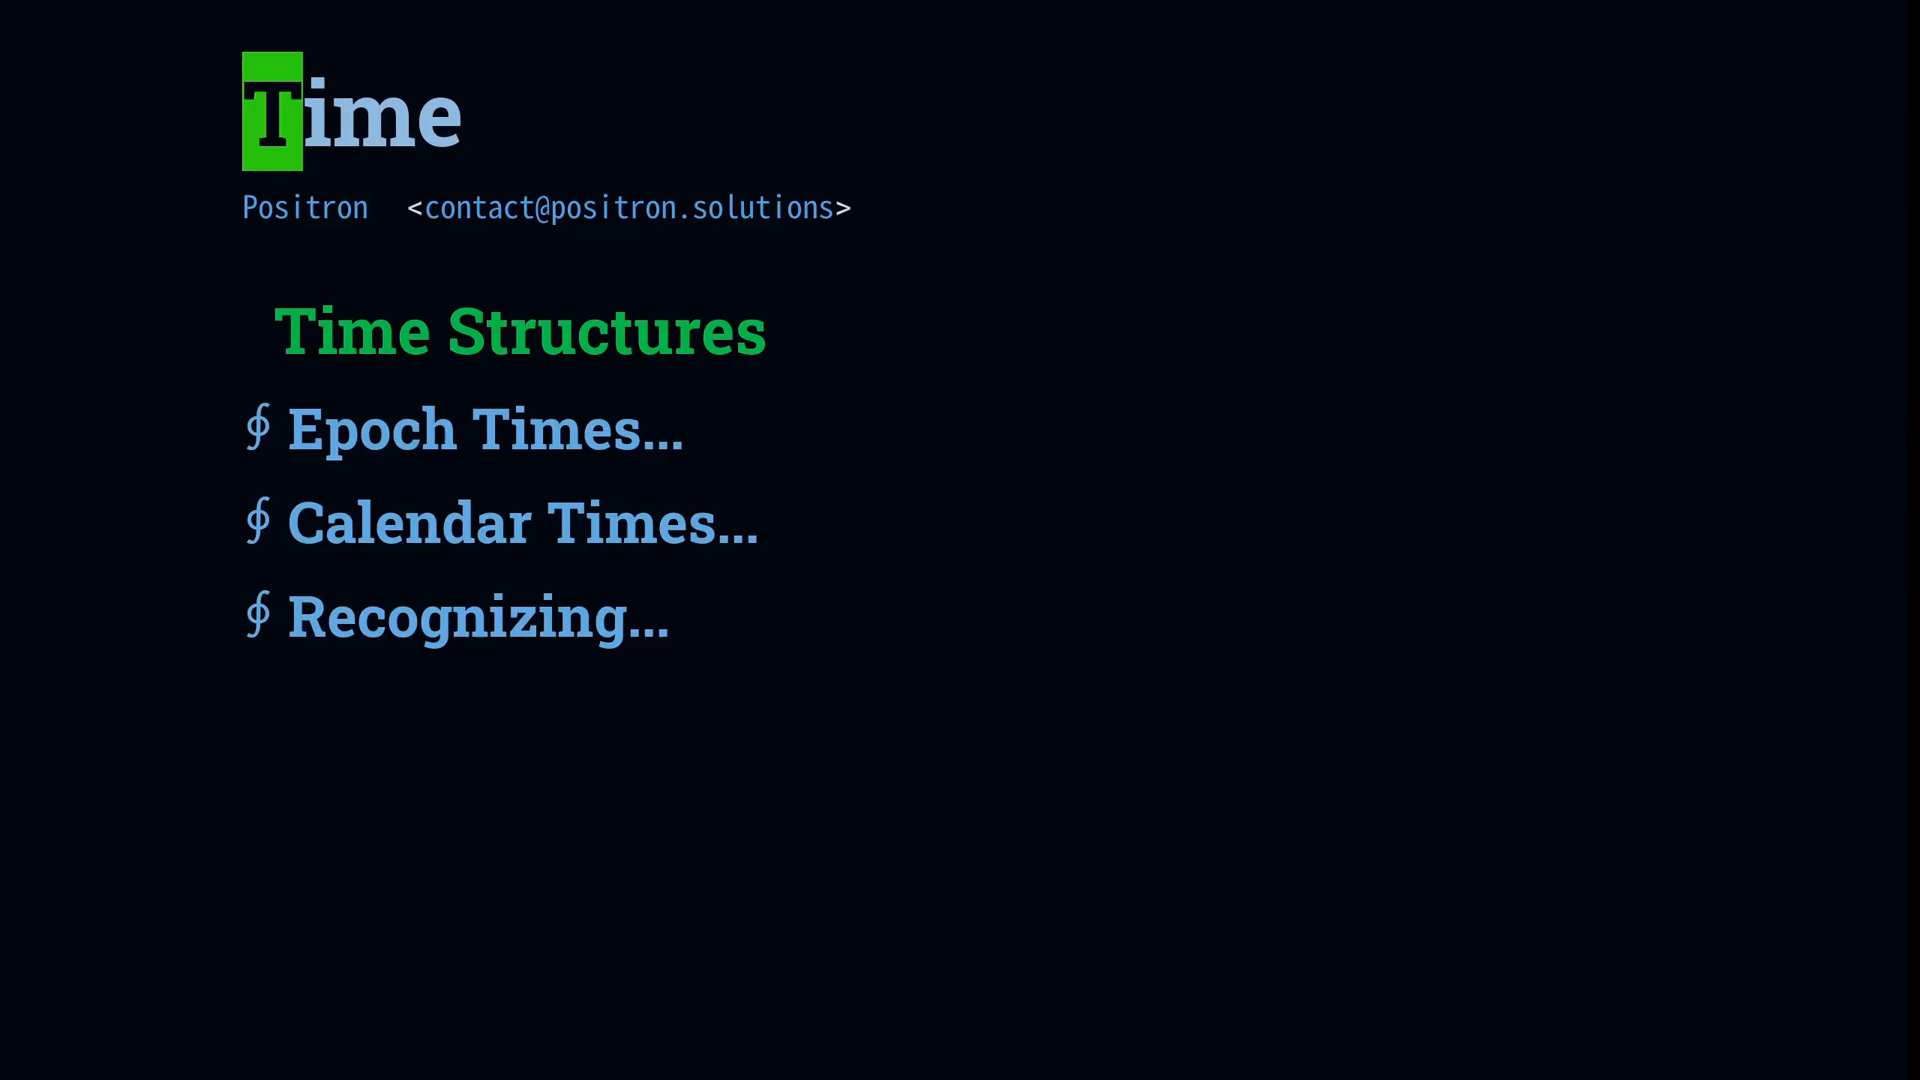 Time
Positron <contact@positron.solutions>
Time Structures
∮ Epoch Times...
∮ Calendar Times...
∮ Recognizing...